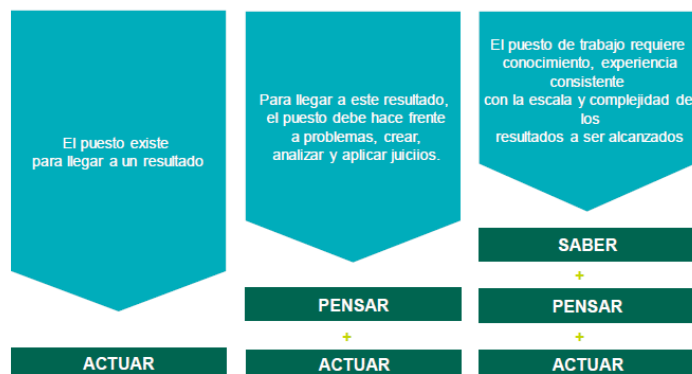 El puesto existe
para llegar a un resultado
ACTUAR
Para llegar a este resultado,
el puesto debe hace frente
a problemas, crear,
analizar y aplicar juiciios.
PENSAR
+
ACTUAR
El puesto de trabajo requiere
conocimiento, experiencia
consistente
con la escala y complejidad de
los
resultados a ser alcanzados
SABER
+
PENSAR
+
ACTUAR